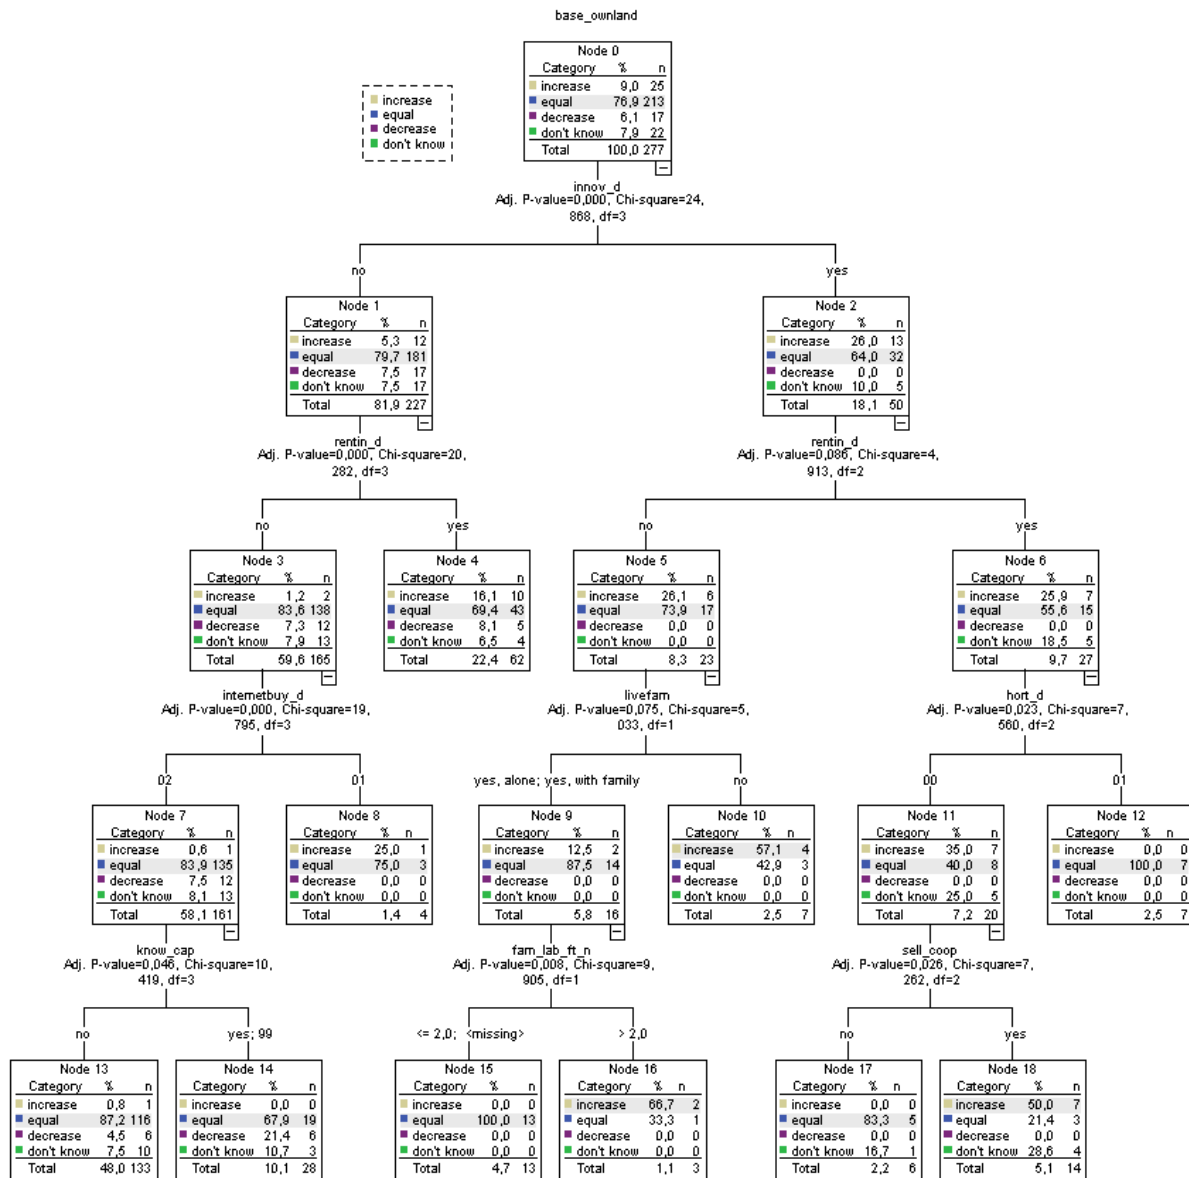 base_ownland
increase
equal
decrease
don't know
Node 0
Category % n
increase 9,0 25
equal 76,9 213
decrease 6,1 17
don't know 7,9 22
Total 100,0 277
innov_d
Adj. P-value=0,000, Chi-square=24,
868, df=3
no
yes
Node 1
Category % n
increase 5,3 12
equal 79,7 181
decrease 7,5 17
don't know 7,5 17
Total 81,9 227
Node 2
Category % n
increase 26,0 13
equal 64,0 32
decrease 0,0 0
don't know 10,0 5
Total 18,1 50
rentin_d
Adj. P-value=0,000, Chi-square=20,
282, df=3
rentin_d
Adj. P-value=0,086, Chi-square=4,
913, df=2
no
yes
no
yes
Node 3
Category % n
increase 1,2 2
equal 83,6 138
decrease 7,3 12
don't know 7,9 13
Total 59,6 165
Node 4
Category % n
increase 16,1 10
equal 69,4 43
decrease 8,1 5
don't know 6,5 4
Total 22,4 62
Node 5
Category % n
increase 26,1 6
equal 73,9 17
decrease 0,0 0
don't know 0,0 0
Total 8,3 23
Node 6
Category % n
increase 25,9 7
equal 55,6 15
decrease 0,0 0
don't know 18,5 5
Total 9,7 27
internetbuy_d
Adj. P-value=0,000, Chi-square=19,
795, df=3
livefarn
Adj. P-value=0,075, Chi-square=5,
033, df=1
hort_d
Adj. P-value=0,023, Chi-square=7,
560, df=2
02
01
yes, alone; yes, with family
no
00
01
Node 7
Category % n
increase 0,6 1
equal 83,9 135
decrease 7,5 12
don't know 8,1 13
Total 58,1 161
Node 8
Category % n
increase 25,0 1
equal 75,0 3
decrease 0,0 0
don't know 0,0 0
Total 1,4 4
Node 9
Category % n
increase 12,5 2
equal 87,5 14
decrease 0,0 0
don't know 0,0 0
Total 5,8 16
Node 10
Category % n
increase 57,1 4
equal 42,9 3
decrease 0,0 0
don't know 0,0 0
Total 2,5 7
Node 11
Category % n
increase 35,0 7
equal 40,0 8
decrease 0,0 0
don't know 25,0 5
Total 7,2 20
Node 12
Category % n
increase 0,0 0
equal 100,0 7
decrease 0,0 0
don't know 0,0 0
Total 2,5 7
know_cap
Adj. P-value=0,046, Chi-square=10,
419, df=3
fam_lab_ft_n
Adj. P-value=0,008, Chi-square=9,
905, df=1
sell_coop
Adj. P-value=0,026, Chi-square=7,
262, df=2
no
yes; 99
<= 2,0; <missing>
> 2,0
no
yes
Node 13
Category % n
increase 0,8 1
equal 87,2 116
decrease 4,5 6
don't know 7,5 10
Total 48,0 133
Node 14
Category % n
increase 0,0 0
equal 67,9 19
decrease 21,4 6
don't know 10,7 3
Total 10,1 28
Node 15
Category % n
increase 0,0 0
equal 100,0 13
decrease 0,0 0
don't know 0,0 0
Total 4,7 13
Node 16
Category % n
increase 66,7 2
equal 33,3 1
decrease 0,0 0
don't know 0,0 0
Total 1,1 3
Node 17
Category % n
increase 0,0 0
equal 83,3 5
decrease 0,0 0
don't know 16,7 1
Total 2,2 6
Node 18
Category % n
increase 50,0 7
equal 21,4 3
decrease 0,0 0
don't know 28,6 4
Total 5,1 14